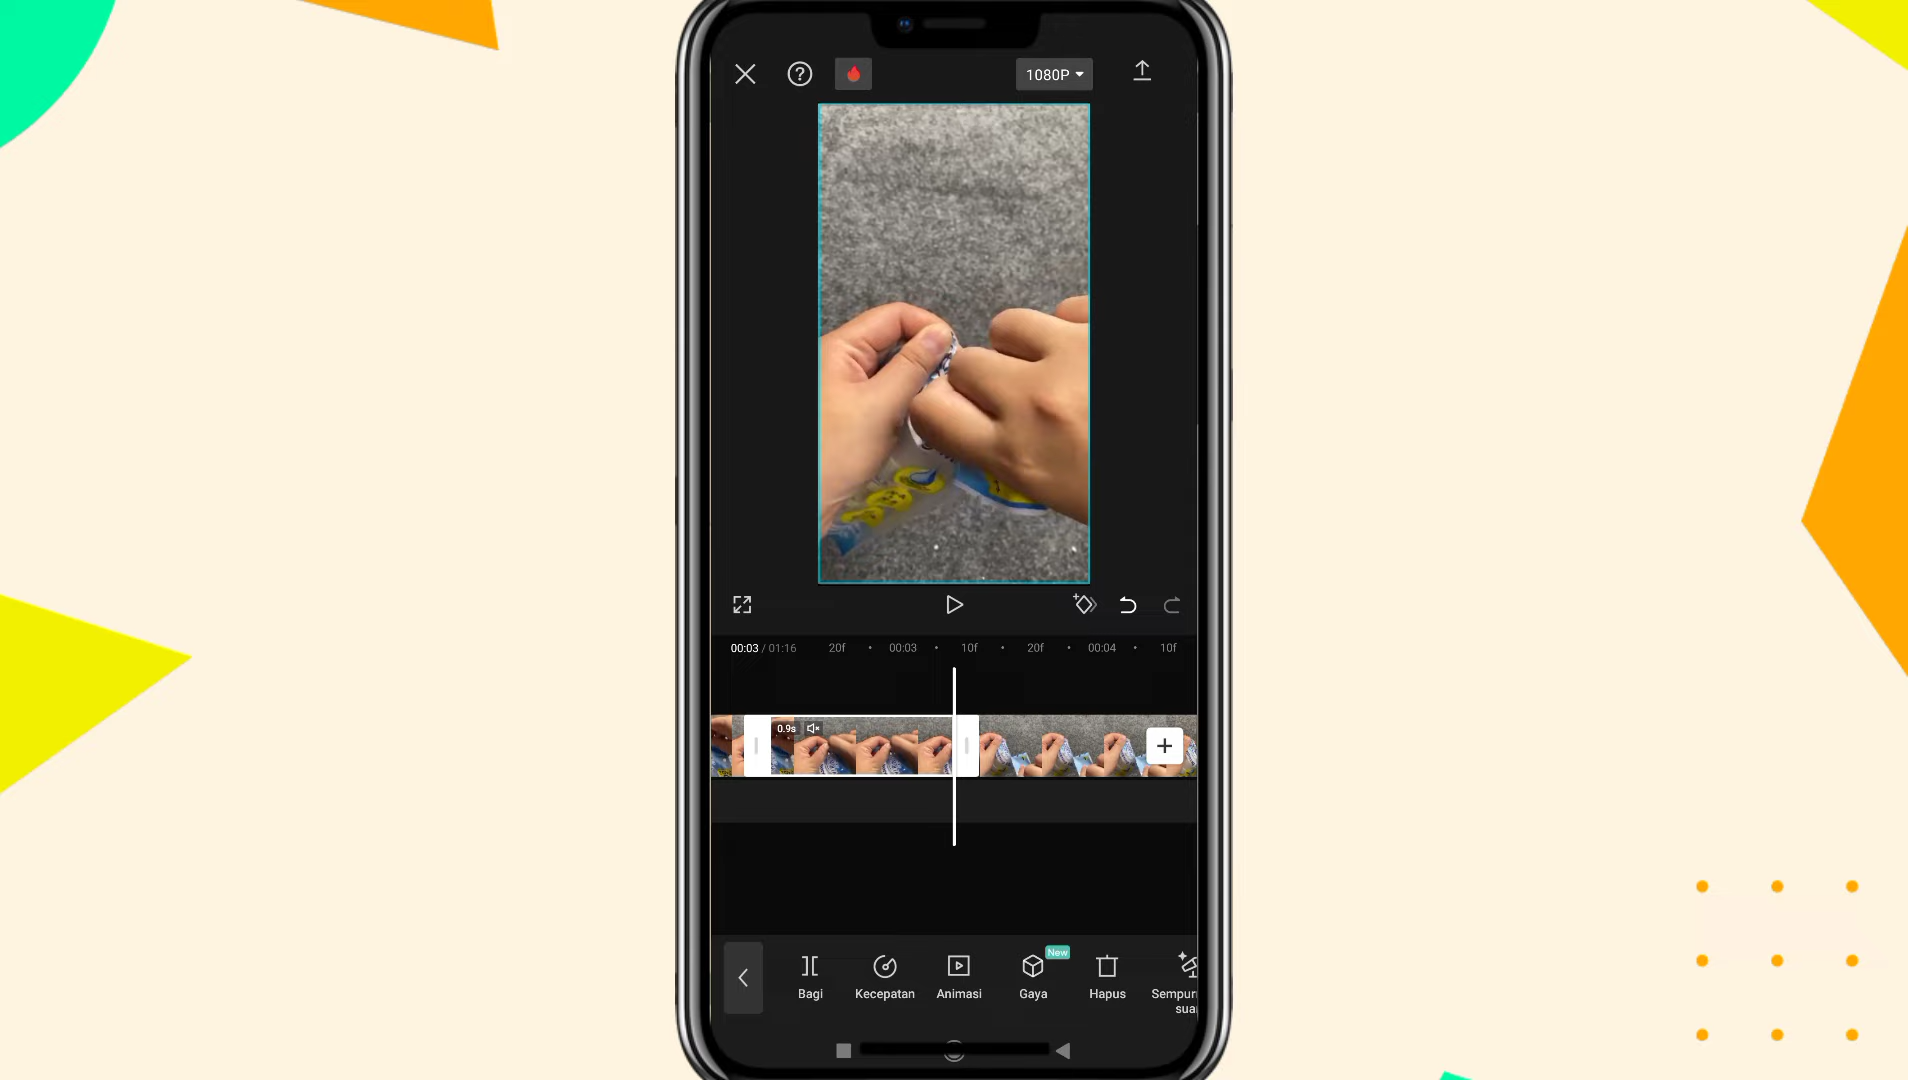 1080P
00:03 / 01:16 20f 00:03 10f 20f 00:04 10f
0.9s
New
Bagi Kecepatan Animasi Gaya Hapus